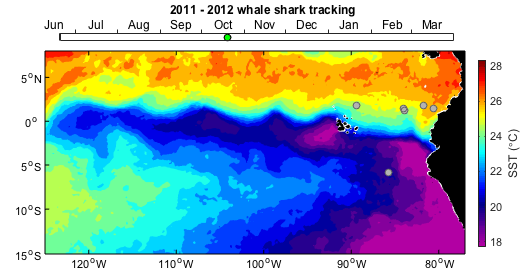 2011 - 2012 whale shark tracking
Jun Jul Aug Sep Oct Nov Dec Jan Feb Mar
5°N
0°
5°S
10°S
15°S
120°W 110°W 100°W 90°W 80°W
28
26
24
22
20
18
SST (°C)